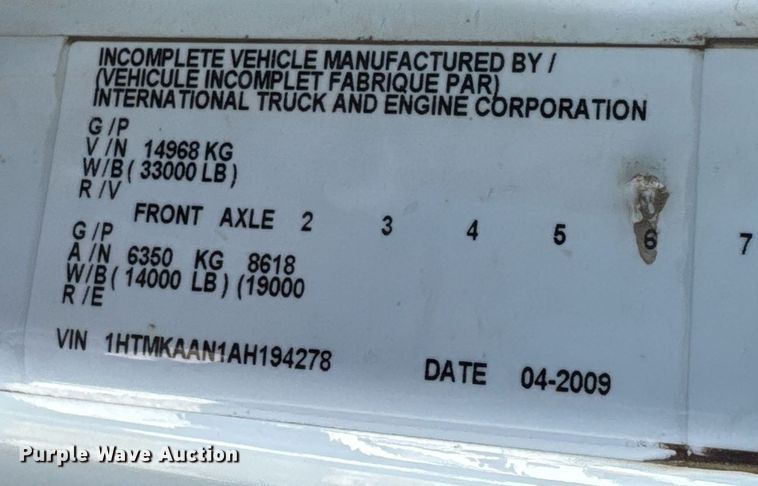 INCOMPLETE VEHICLE MANUFACTURED BY /
(VEHICULE INCOMPLET FABRIQUE PAR)
INTERNATIONAL TRUCK AND ENGINE CORPORATION
G/P
V/N 14968 KG
W/B ( 33000 LB )
R/V
FRONT AXLE 2 3 4 5 6 7
G/P
A/N 6350 KG 8618
W/B ( 14000 LB ) (19000
R/E
VIN 1HTMKAAN1AH194278 DATE 04-2009
Purple Wave Auction